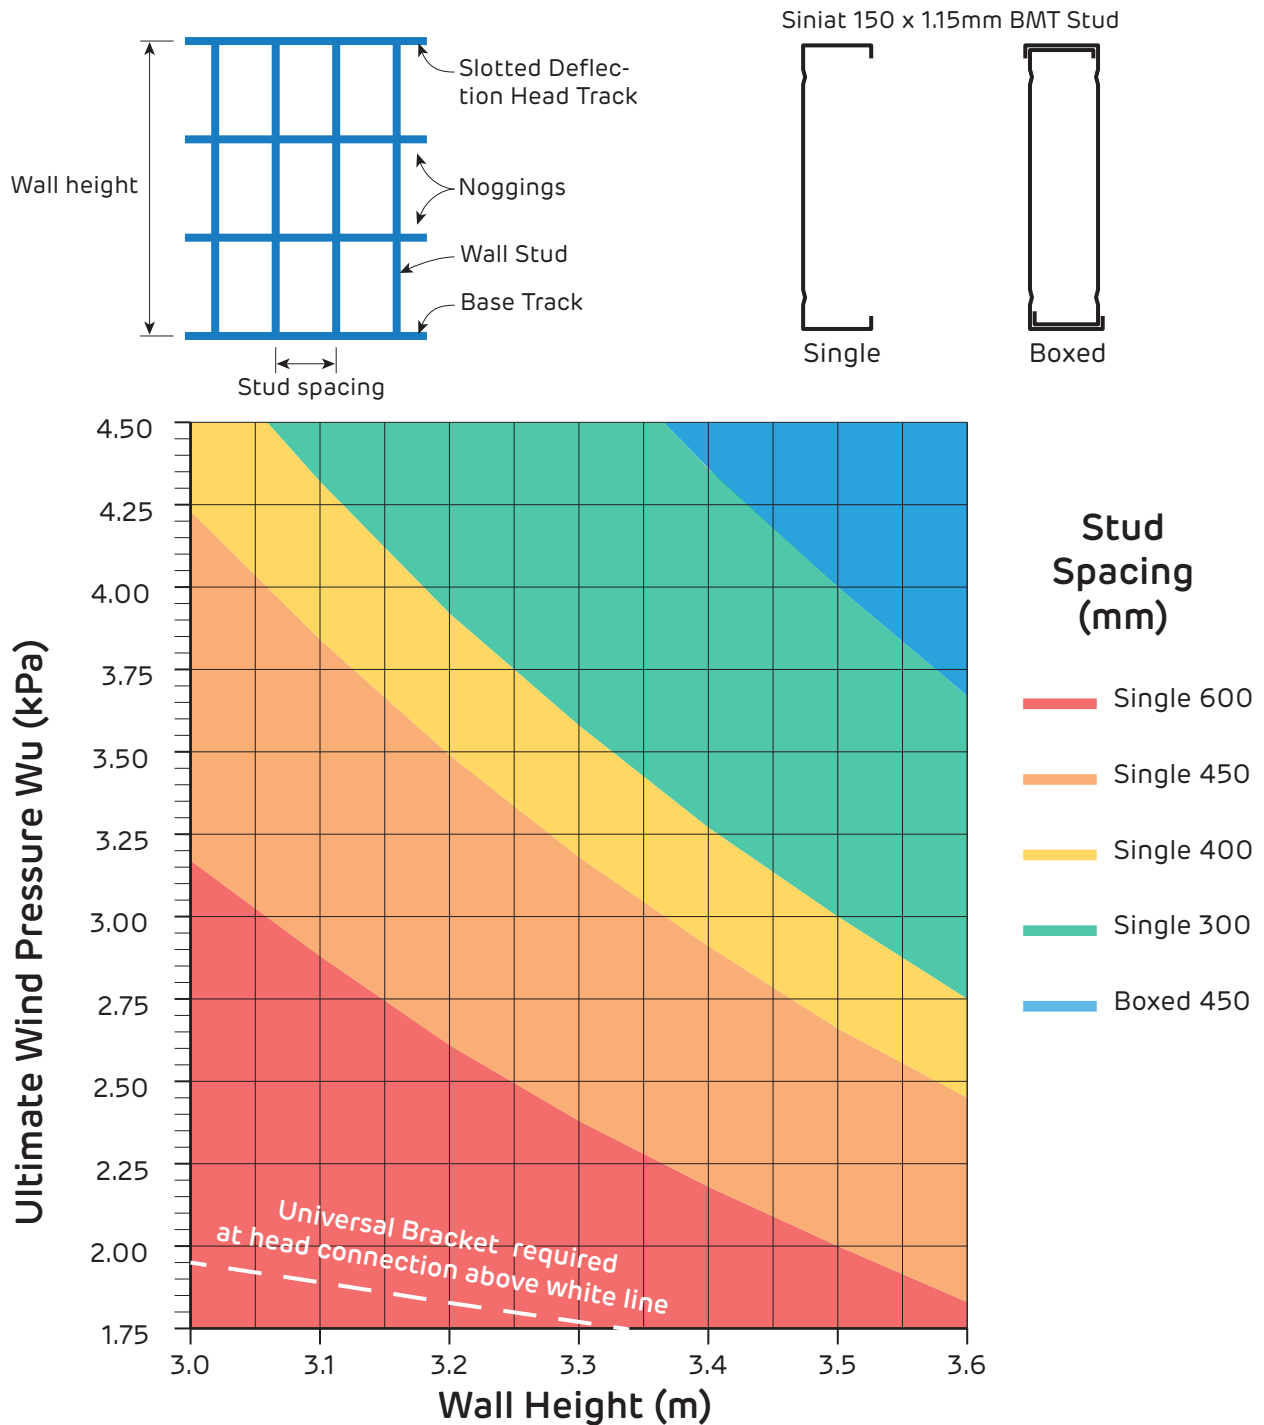 Siniat 150 x 1.15mm BMT Stud
Slotted Deflec-
tion Head Track
Wall height
Noggings
Wall Stud
Base Track
Stud spacing
Single
Boxed
Ultimate Wind Pressure Wu (kPa)
4.50
4.25
4.00
3.75
3.50
3.25
3.00
2.75
2.50
2.25
2.00
1.75
Universal Bracket required
at head connection above white line
3.0 3.1 3.2 3.3 3.4 3.5 3.6
Wall Height (m)
Stud
Spacing
(mm)
Single 600
Single 450
Single 400
Single 300
Boxed 450